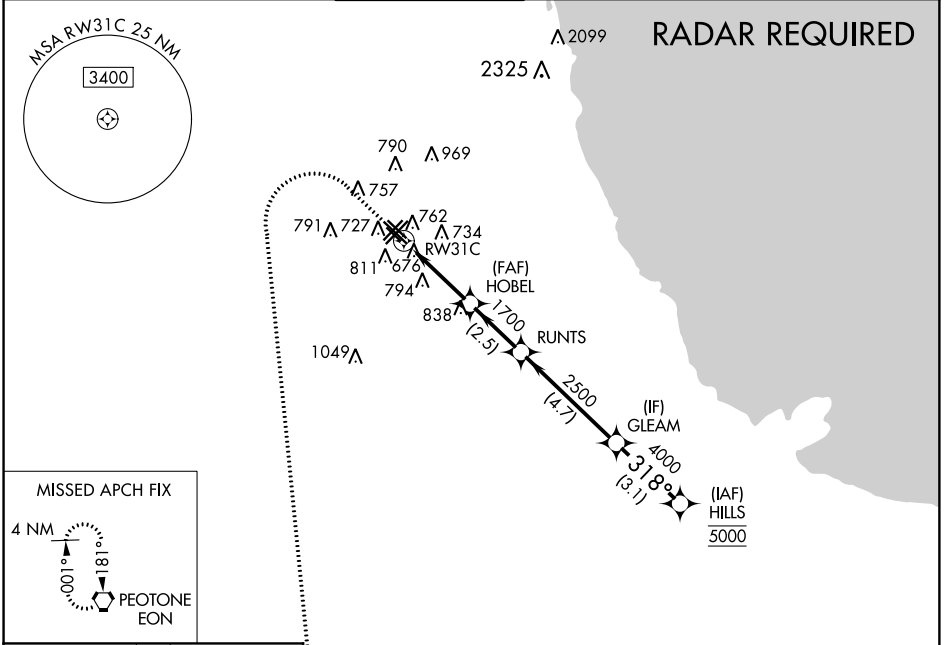 MSA RW31C 25 NM
3400
RADAR REQUIRED
2099
2325
790
969
757
791
727
762
734
RW31C
811
676
794
(FAF)
HOBEL
838
1700
(2.5)
RUNTS
1049
2500
(4.7)
(IF)
GLEAM
4000
318°
(3.1)
(IAF)
HILLS
5000
MISSED APCH FIX
4 NM
001°
181°
PEOTONE
EON